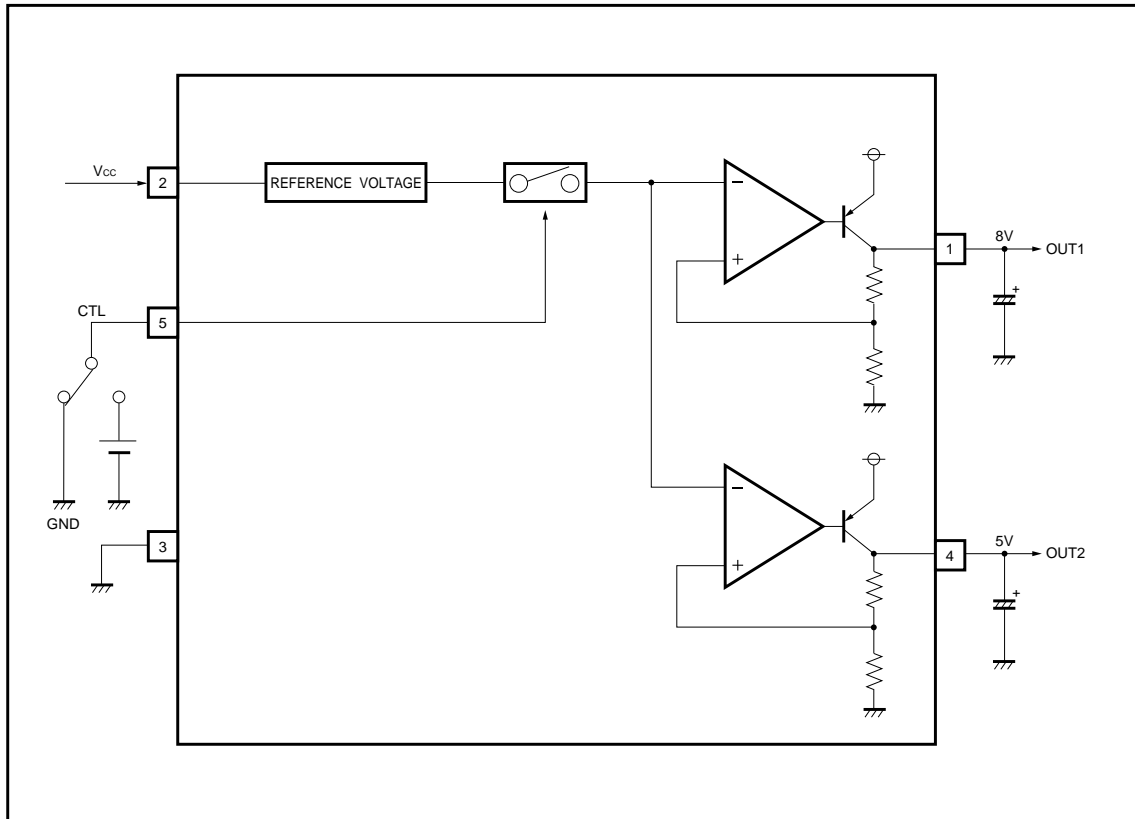 Vcc
2
REFERENCE VOLTAGE
−
+
1
8V
OUT1
+
CTL
5
GND
3
−
+
4
5V
OUT2
+